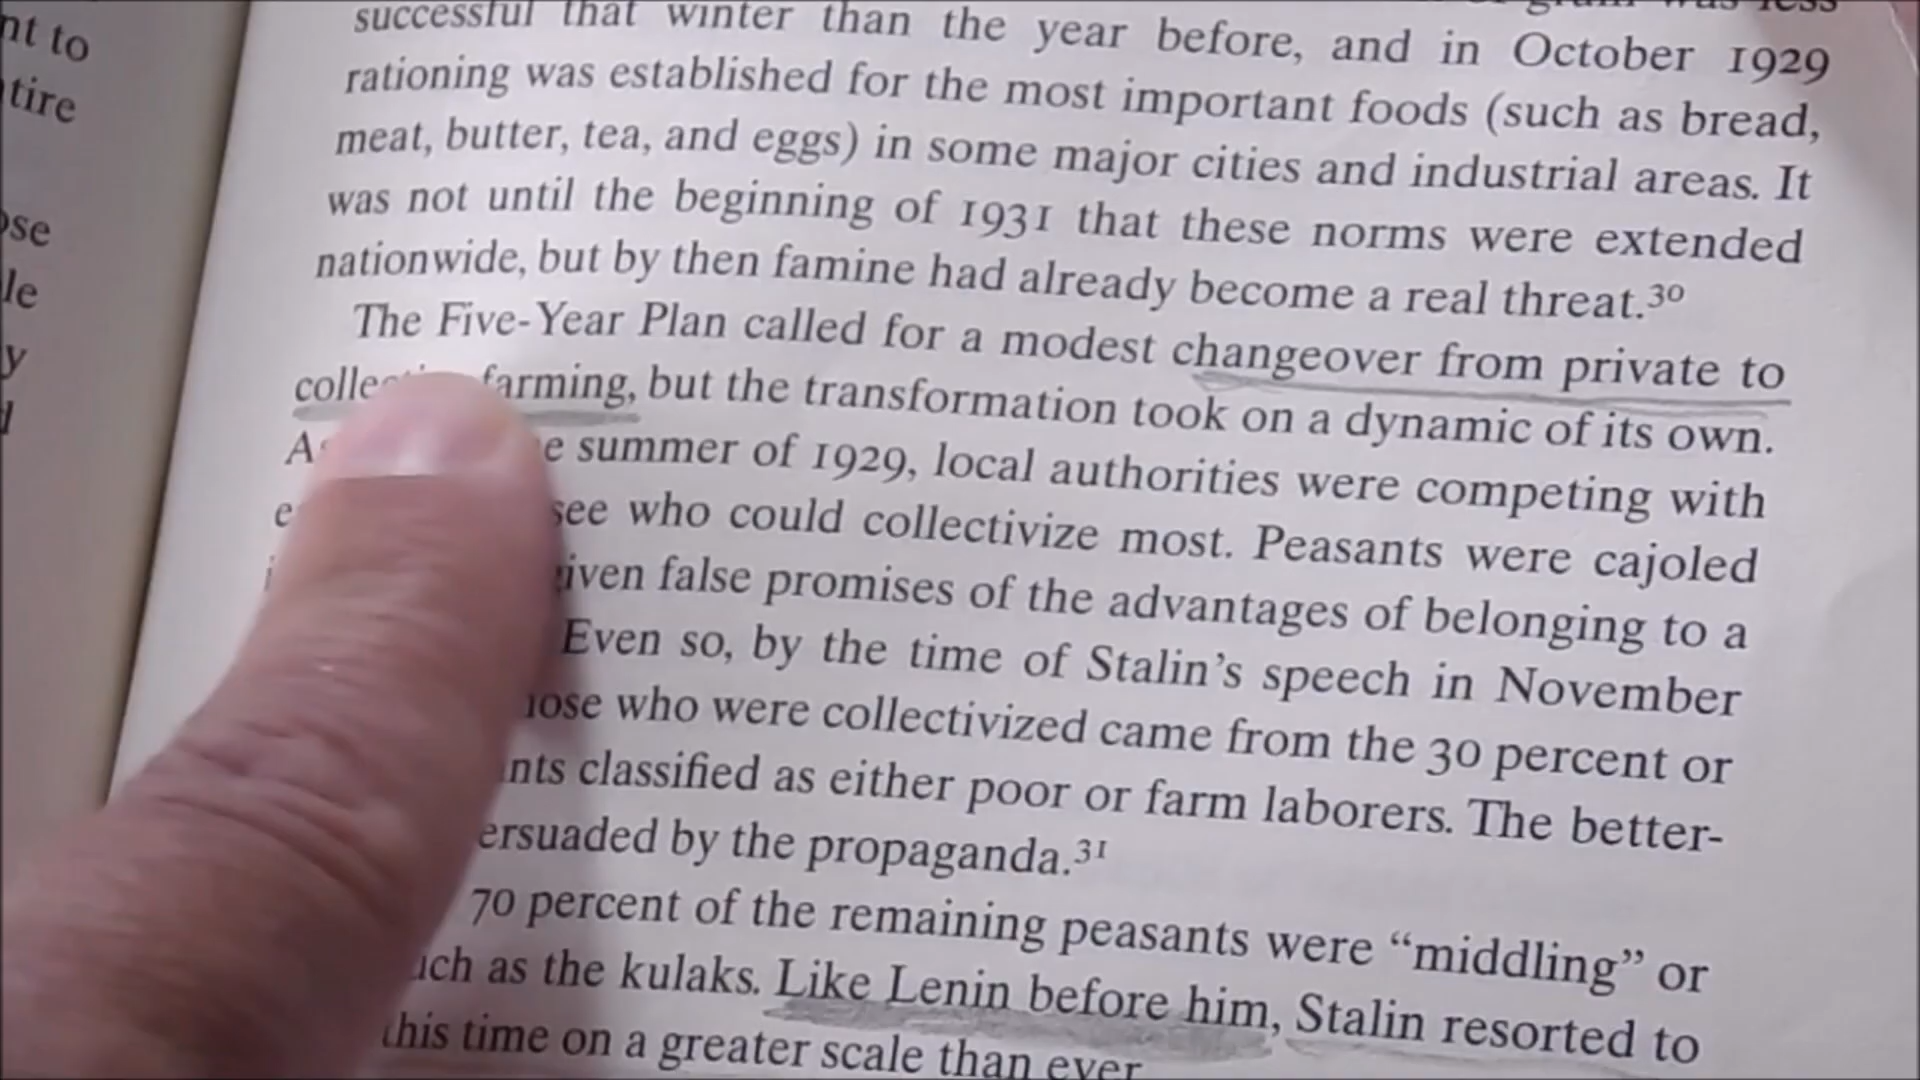 nt to
tire
ose
le
y
successful that winter than the year before, and in October 1929
rationing was established for the most important foods (such as bread,
meat, butter, tea, and eggs) in some major cities and industrial areas. It
was not until the beginning of 1931 that these norms were extended
nationwide, but by then famine had already become a real threat.30
The Five-Year Plan called for a modest changeover from private to
farming, but the transformation took on a dynamic of its own.
summer of 1929, local authorities were competing with
see who could collectivize most. Peasants were cajoled
given false promises of the advantages of belonging to a
Even so, by the time of Stalin's speech in November
who were collectivized came from the 30 percent or
classified as either poor or farm laborers. The better-
persuaded by the propaganda.31
70 percent of the remaining peasants were “middling” or
as the kulaks. Like Lenin before him, Stalin resorted to
this time on a greater scale than ever